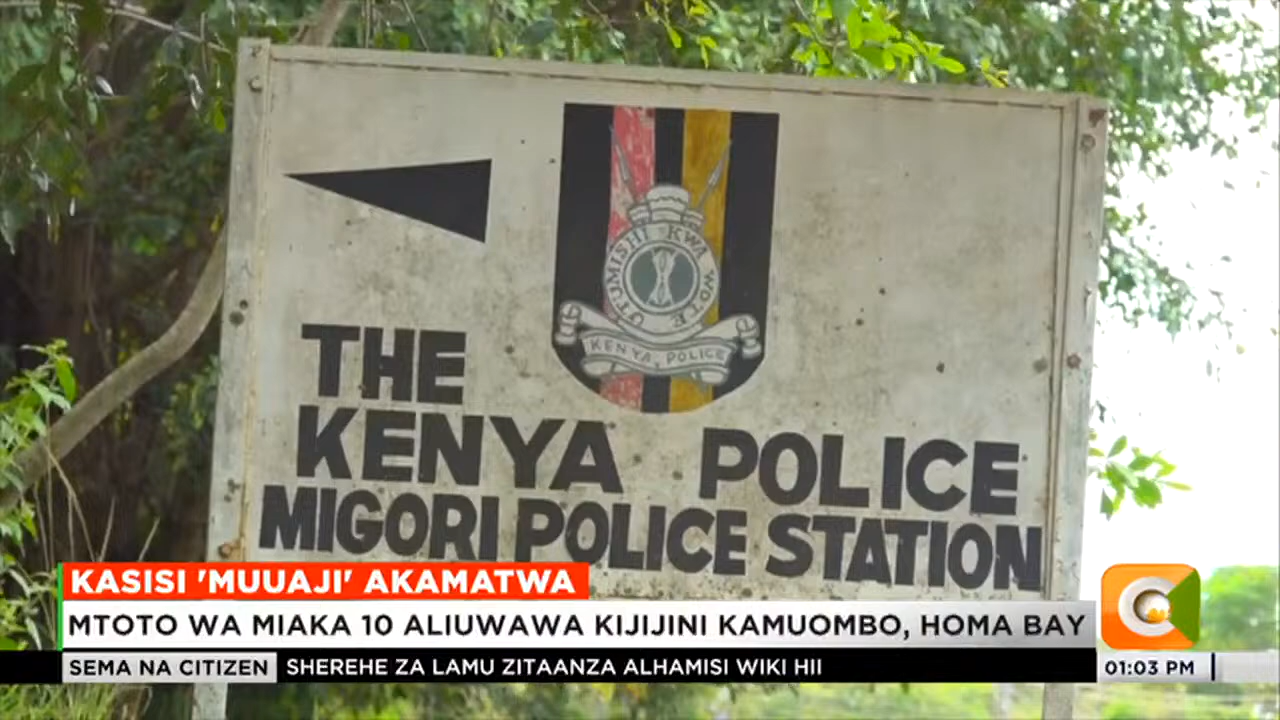 UTUMISHI KWA WOTE
KENYA POLICE
THE
KENYA POLICE
MIGORI POLICE STATION
KASISI 'MUUAJI' AKAMATWA
MTOTO WA MIAKA 10 ALIUWAWA KIJIJINI KAMUOMBO, HOMA BAY
SEMA NA CITIZEN SHEREHE ZA LAMU ZITAANZA ALHAMISI WIKI HII
01:03 PM